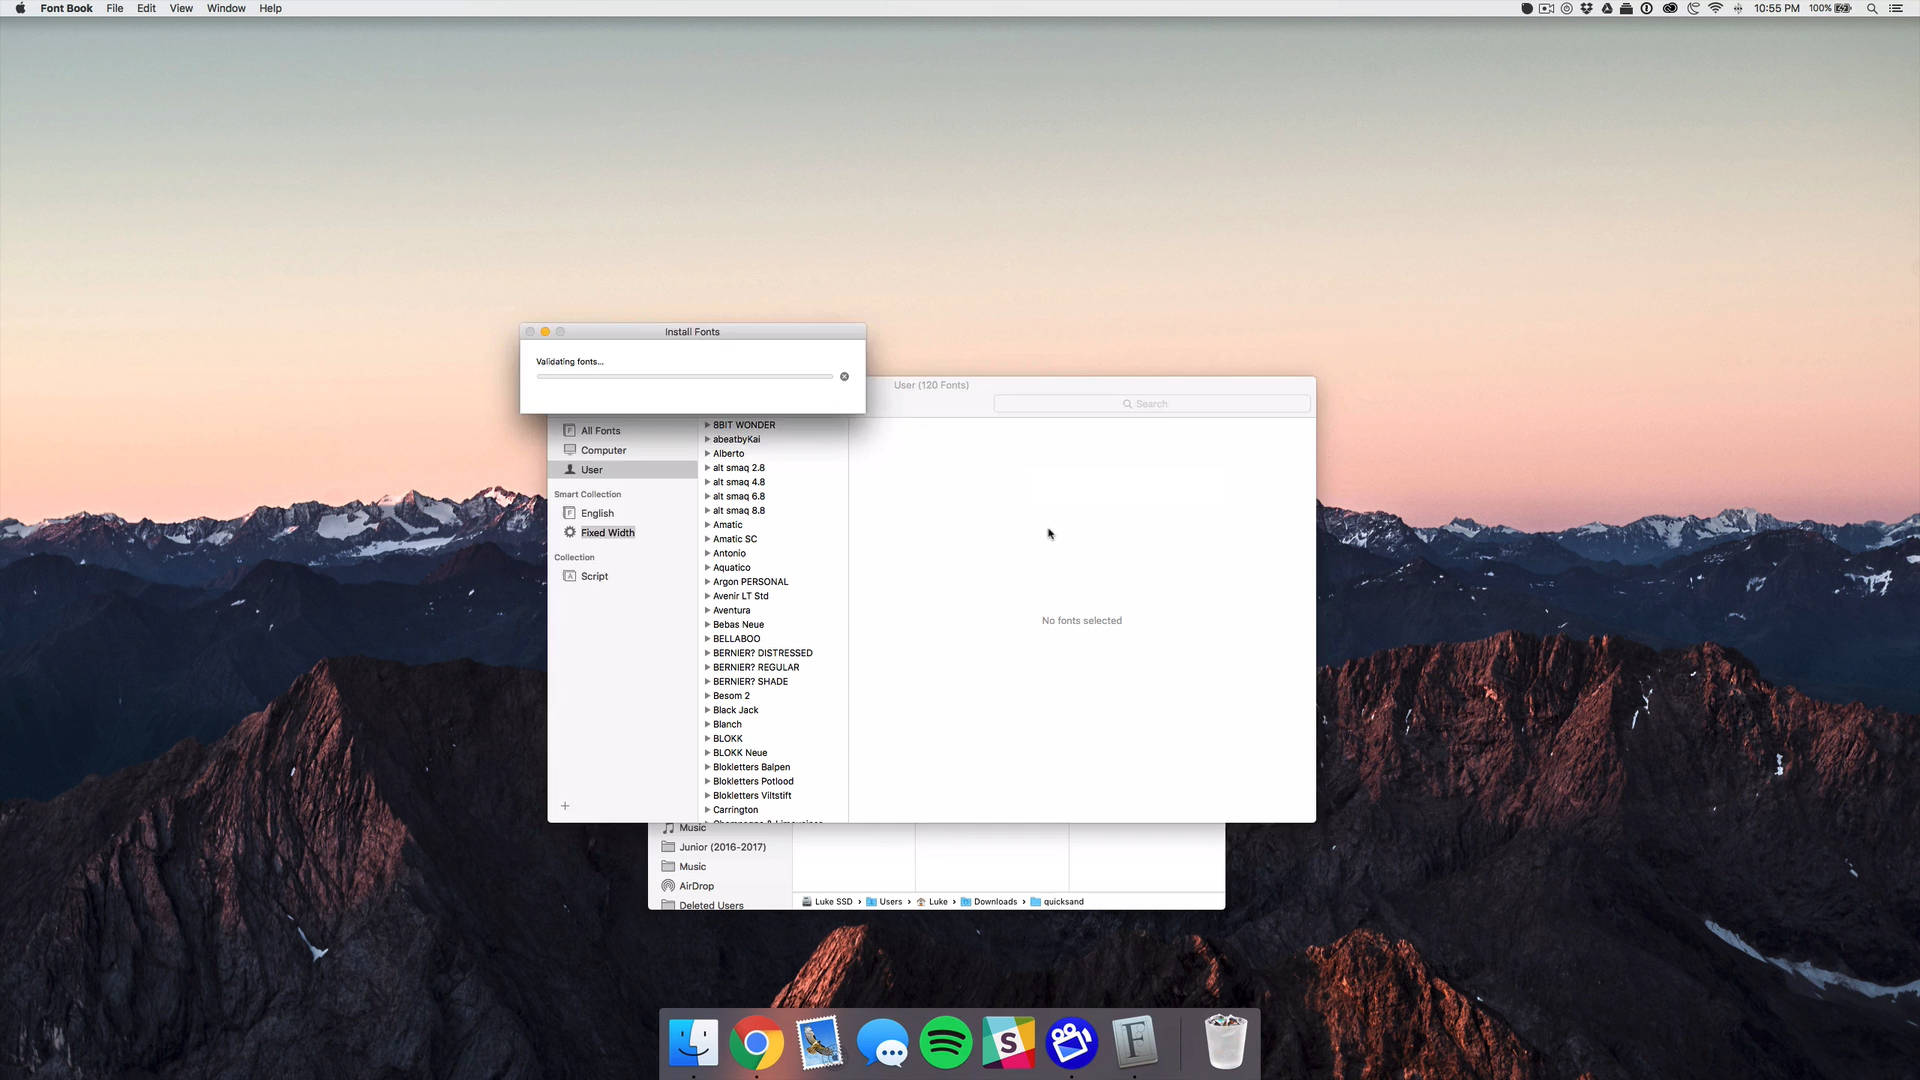 Font Book File Edit View Window Help
10:55 PM 100%
Install Fonts
Validating fonts...
User (120 Fonts)
Search
All Fonts
Computer
User
Smart Collection
English
Fixed Width
Collection
Script
8BIT WONDER
abeatbyKai
Alberto
alt smaq 2.8
alt smaq 4.8
alt smaq 6.8
alt smaq 8.8
Amatic
Amatic SC
Antonio
Aquatico
Argon PERSONAL
Avenir LT Std
Aventura
Bebas Neue
BELLABOO
BERNIER? DISTRESSED
BERNIER? REGULAR
BERNIER? SHADE
Besom 2
Black Jack
Blanch
BLOKK
BLOKK Neue
Blokletters Balpen
Blokletters Potlood
Blokletters Viltstift
Carrington
No fonts selected
Music
Junior (2016-2017)
Music
AirDrop
Deleted Users
Luke SSD › Users › Luke › Downloads › quicksand